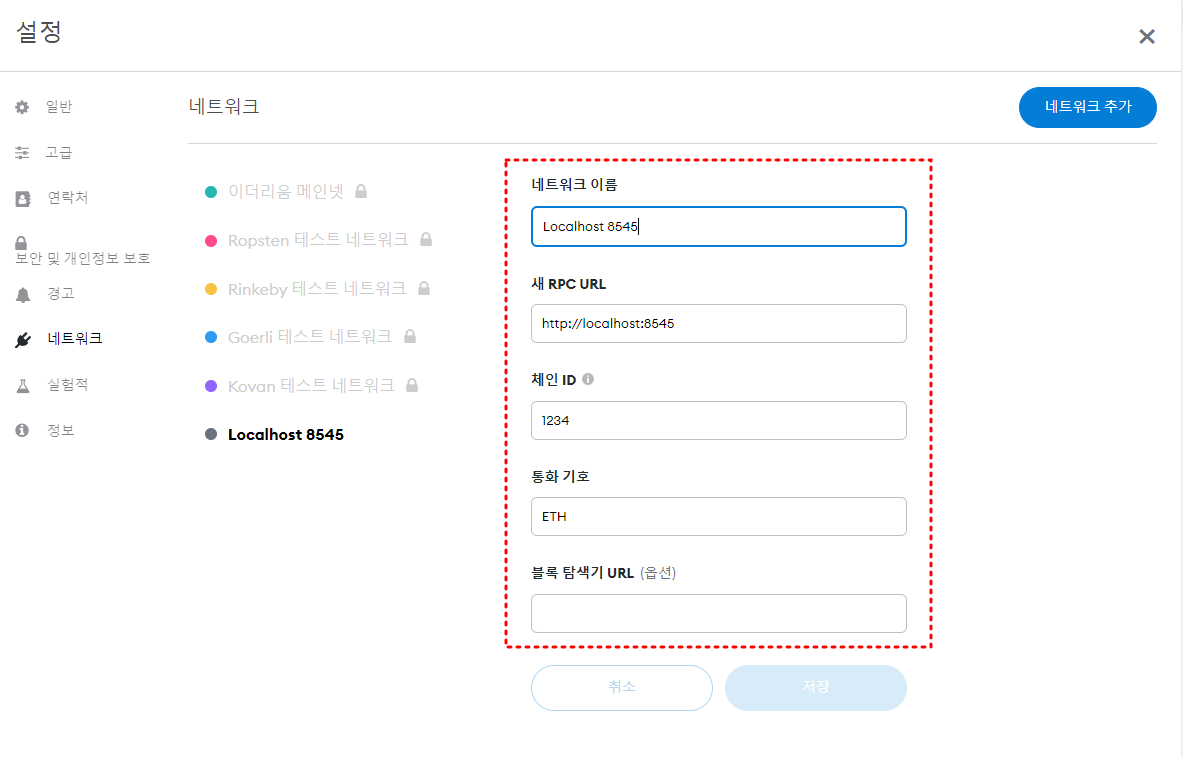 설정
일반
고급
연락처
보안 및 개인정보 보호
경고
네트워크
실험적
정보
네트워크
네트워크 추가
이더리움 메인넷
Ropsten 테스트 네트워크
Rinkeby 테스트 네트워크
Goerli 테스트 네트워크
Kovan 테스트 네트워크
Localhost 8545
네트워크 이름
Localhost 8545
새 RPC URL
http://localhost:8545
체인 ID
1234
통화 기호
ETH
블록 탐색기 URL (옵션)
취소
저장